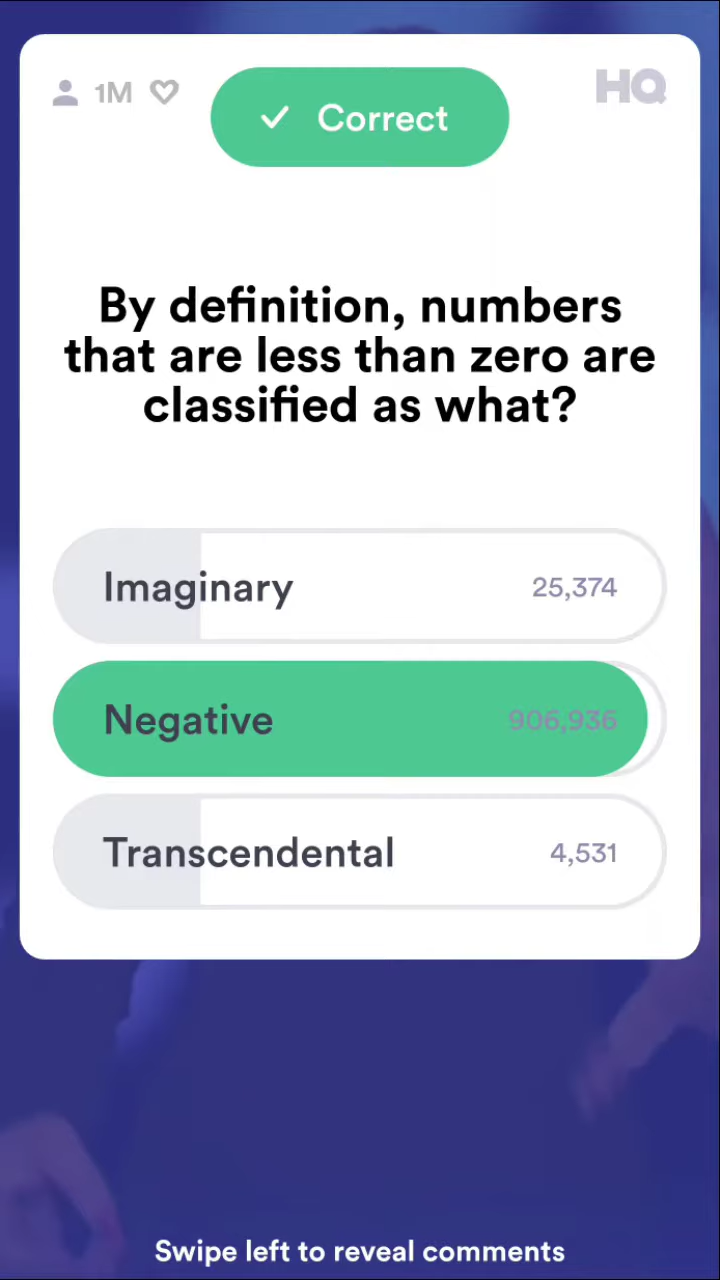 1M
Correct
HQ
By definition, numbers
that are less than zero are
classified as what?
Imaginary 25,374
Negative 906,936
Transcendental 4,531
Swipe left to reveal comments